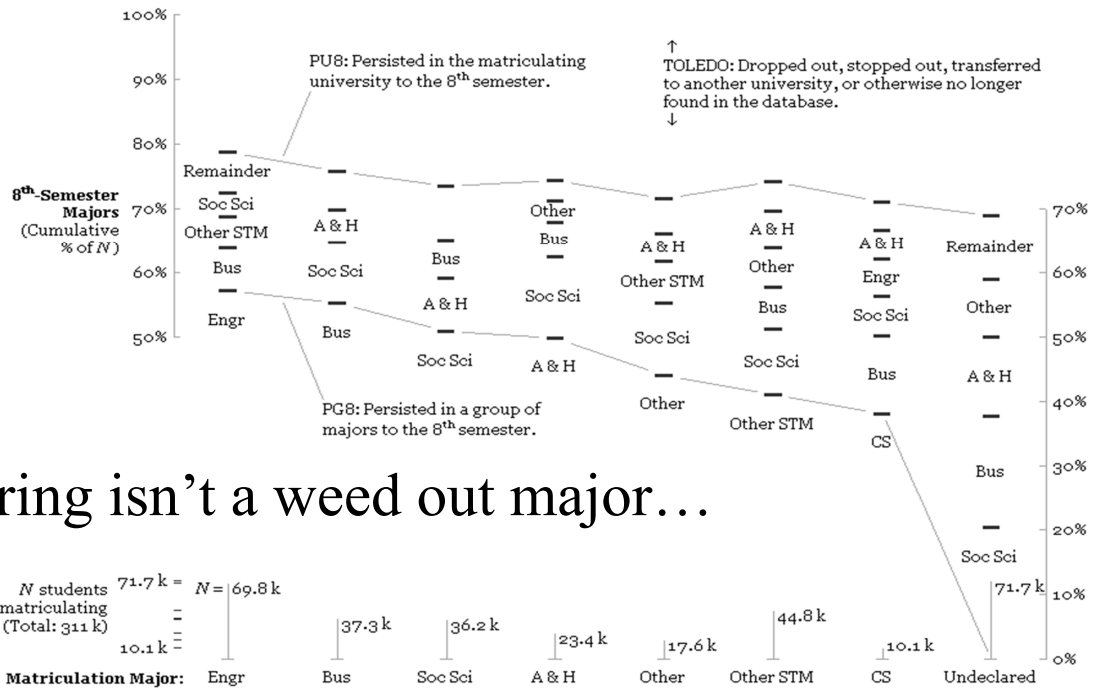 100%
90%
80%
70%
60%
50%
8th-Semester
Majors
(Cumulative
% of N)
PU8: Persisted in the matriculating
university to the 8th semester.
↑
TOLEDO: Dropped out, stopped out, transferred
to another university, or otherwise no longer
found in the database.
↓
Remainder
Soc Sci
Other STM
Bus
Engr
A & H
Soc Sci
Bus
Bus
A & H
Soc Sci
Other
Bus
Soc Sci
A & H
A & H
Other STM
Soc Sci
Other
A & H
Other
Bus
Soc Sci
Other STM
A & H
Engr
Soc Sci
Bus
CS
Remainder
Other
A & H
Bus
Soc Sci
70%
60%
50%
40%
30%
20%
10%
0%
PG8: Persisted in a group of
majors to the 8th semester.
ring isn’t a weed out major…
N students
matriculating
(Total: 311 k)
71.7 k
10.1 k
N = 69.8 k
37.3 k
36.2 k
23.4 k
17.6 k
44.8 k
10.1 k
71.7 k
Matriculation Major: Engr Bus Soc Sci A & H Other Other STM CS Undeclared